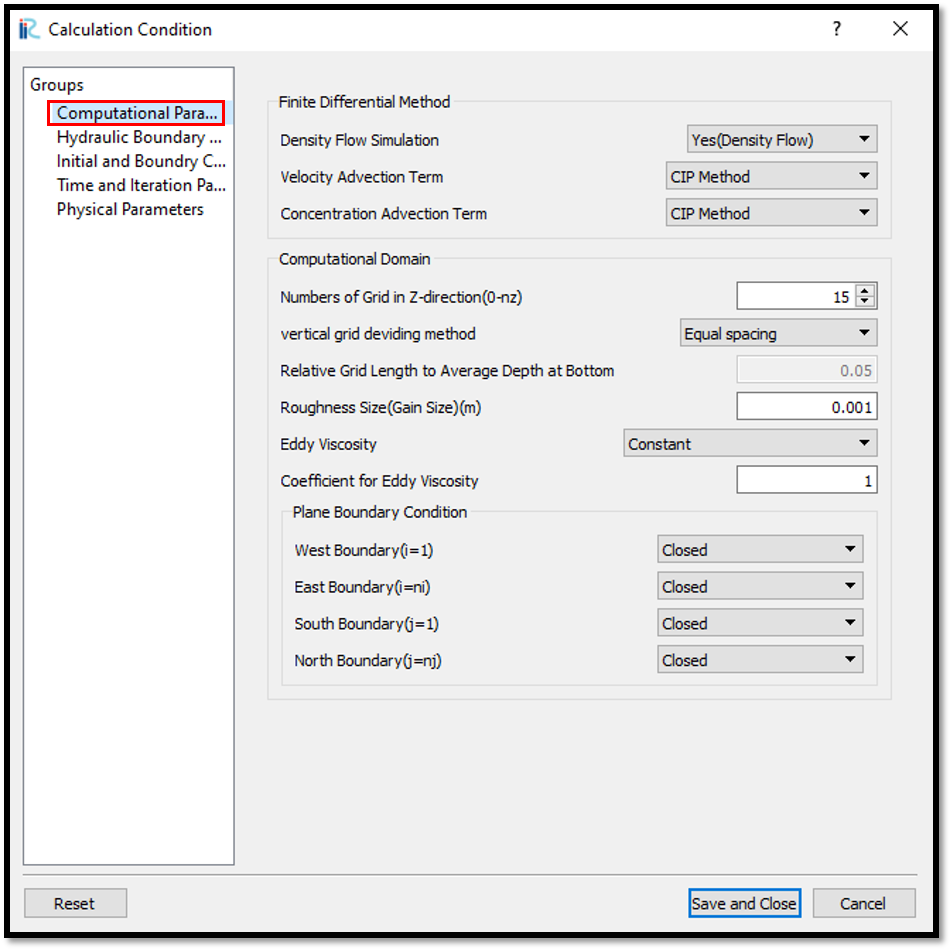 iRIC Calculation Condition ?
Groups
Computational Para...
Hydraulic Boundary ...
Initial and Boundry C...
Time and Iteration Pa...
Physical Parameters
Finite Differential Method
Density Flow Simulation Yes(Density Flow)
Velocity Advection Term CIP Method
Concentration Advection Term CIP Method
Computational Domain
Numbers of Grid in Z-direction(0-nz) 15
vertical grid deviding method Equal spacing
Relative Grid Length to Average Depth at Bottom 0.05
Roughness Size(Gain Size)(m) 0.001
Eddy Viscosity Constant
Coefficient for Eddy Viscosity 1
Plane Boundary Condition
West Boundary(i=1) Closed
East Boundary(i=ni) Closed
South Boundary(j=1) Closed
North Boundary(j=nj) Closed
Reset Save and Close Cancel